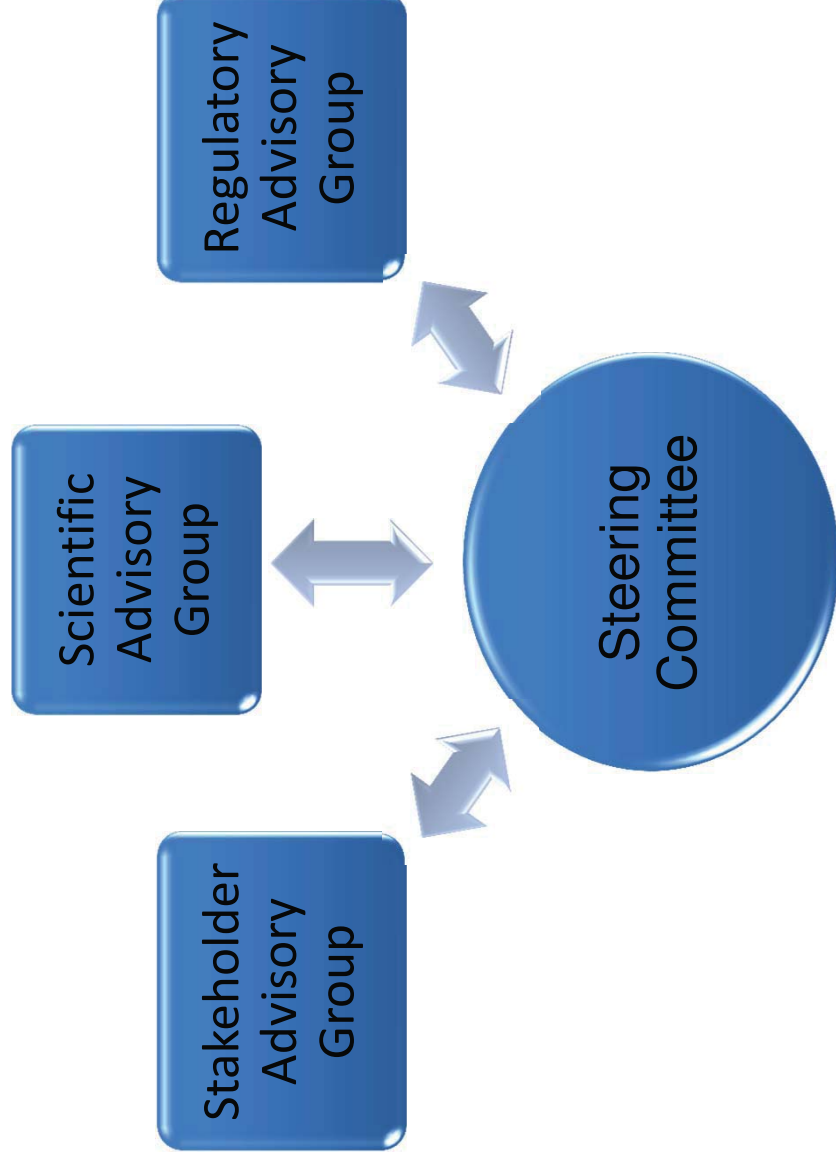 Stakeholder
Advisory
Group
Scientific
Advisory
Group
Regulatory
Advisory
Group
Steering
Committee